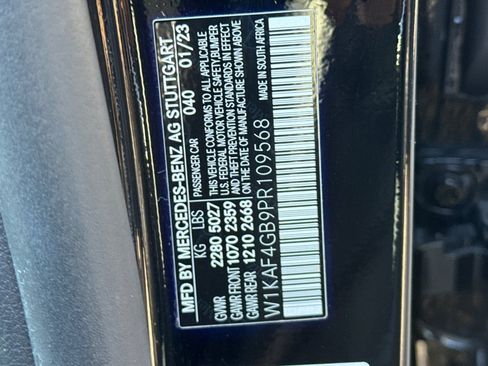 MFD BY MERCEDES-BENZ AG STUTTGART
PASSENGER CAR 040 01/23
THIS VEHICLE CONFORMS TO ALL APPLICABLE
U.S. FEDERAL MOTOR VEHICLE SAFETY, BUMPER
AND THEFT PREVENTION STANDARDS IN EFFECT
ON DATE OF MANUFACTURE SHOWN ABOVE
KG LBS
GVWR 2280 5027
GAWR FRONT 1070 2359
GAWR REAR 1210 2668
MADE IN SOUTH AFRICA
W1KAF4GB9PR109568